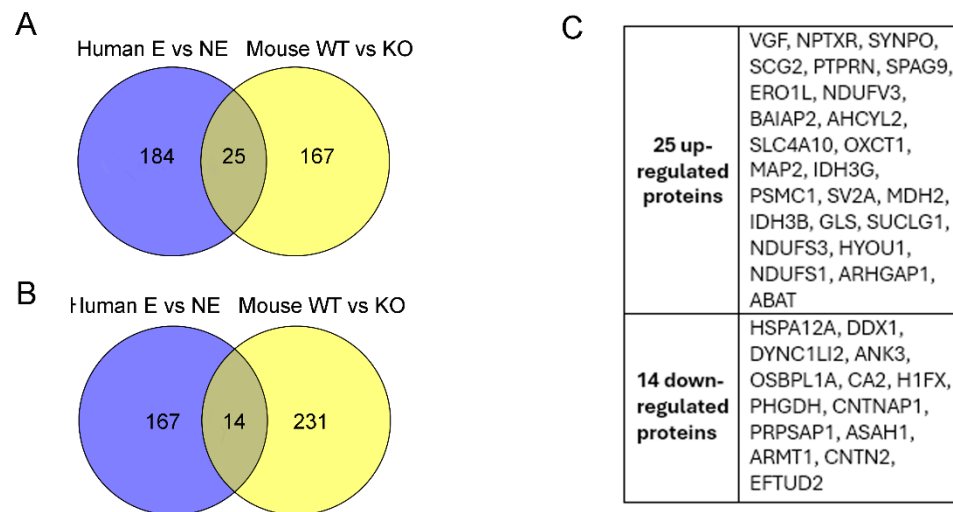 A
Human E vs NE Mouse WT vs KO
184 25 167
B
Human E vs NE Mouse WT vs KO
167 14 231
C
25 up-
regulated
proteins
VGF, NPTXR, SYNPO,
SCG2, PTPRN, SPAG9,
ERO1L, NDUFV3,
BAIAP2, AHCYL2,
SLC4A10, OXCT1,
MAP2, IDH3G,
PSMC1, SV2A, MDH2,
IDH3B, GLS, SUCLG1,
NDUFS3, HYOU1,
NDUFS1, ARHGAP1,
ABAT
14 down-
regulated
proteins
HSPA12A, DDX1,
DYNC1LI2, ANK3,
OSBPL1A, CA2, H1FX,
PHGDH, CNTNAP1,
PRPSAP1, ASAH1,
ARMT1, CNTN2,
EFTUD2